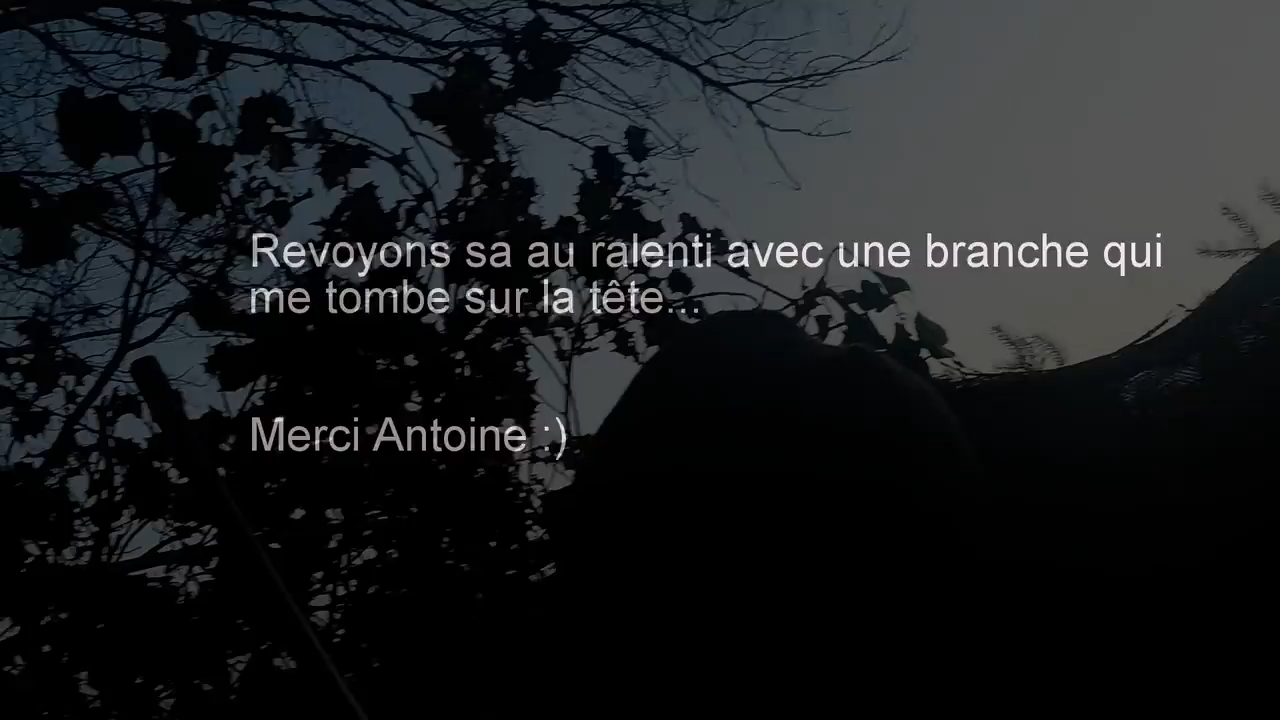 Revoyons sa au ralenti avec une branche qui
me tombe sur la tête...
Merci Antoine :)